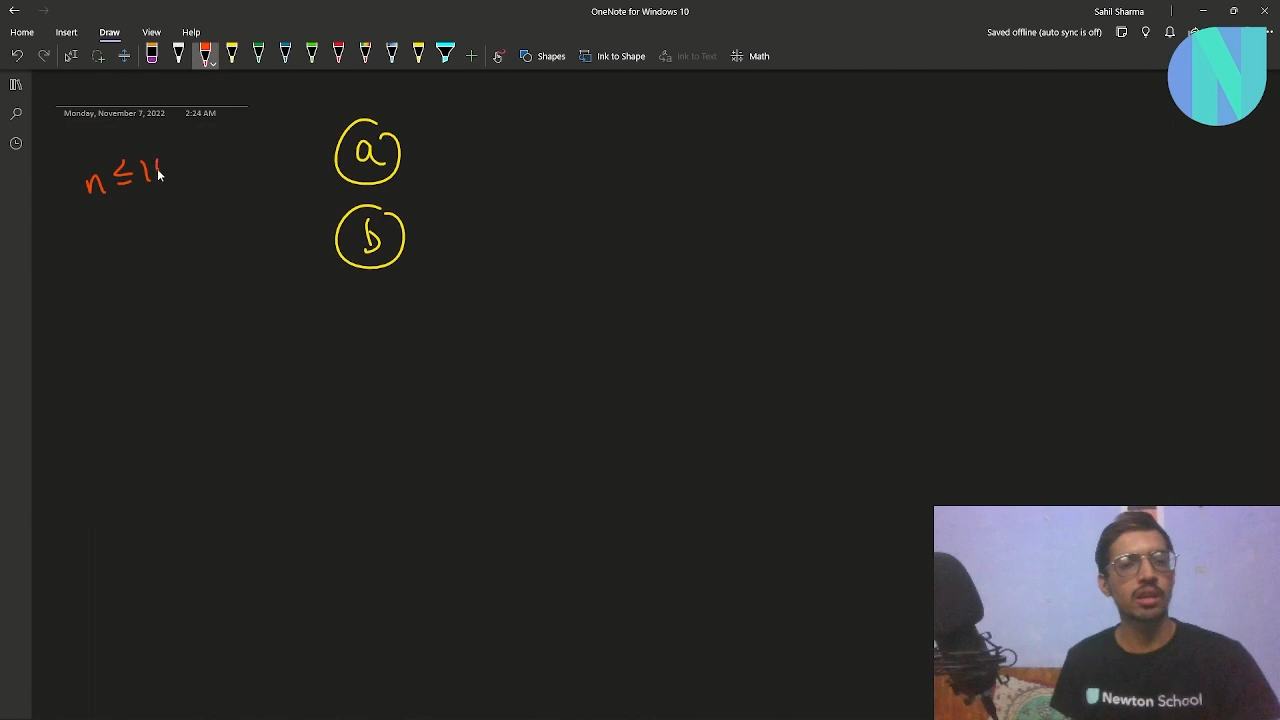 OneNote for Windows 10
Sahil Sharma
Home Insert Draw View Help
Saved offline (auto sync is off)
Shapes Ink to Shape Ink to Text Math
Monday, November 7, 2022 2:24 AM
a
n ≤
b
N
Newton School